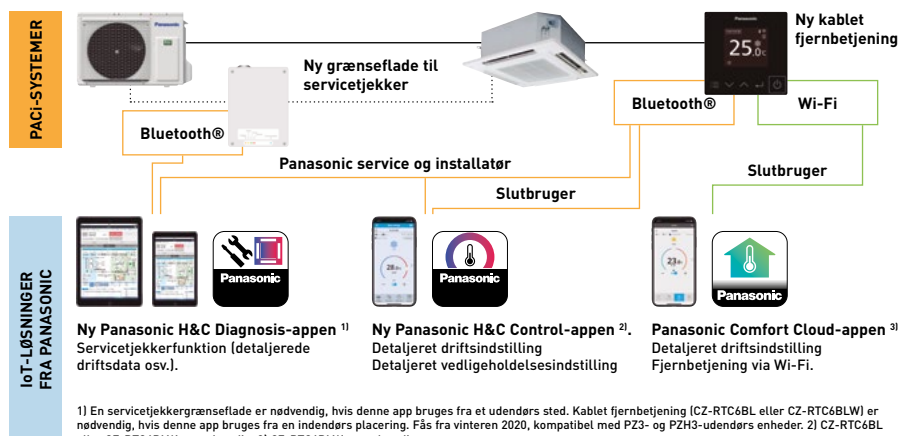 PACi-SYSTEMER
Panasonic
Ny grænseflade til
servicetjekker
Panasonic
25.0
Ny kablet
fjernbetjening
Bluetooth®
Bluetooth®
Wi-Fi
Panasonic service og installatør
Slutbruger
Slutbruger
IoT-LØSNINGER
FRA PANASONIC
Panasonic
Panasonic
Panasonic
Ny Panasonic H&C Diagnosis-appen 1)
Servicetjekkerfunktion (detaljerede
driftsdata osv.).
Ny Panasonic H&C Control-appen 2).
Detaljeret driftsindstilling
Detaljeret vedligeholdelsesindstilling
Panasonic Comfort Cloud-appen 3)
Detaljeret driftsindstilling
Fjernbetjening via Wi-Fi.
1) En servicetjekkergrænseflade er nødvendig, hvis denne app bruges fra et udendørs sted. Kablet fjernbetjening (CZ-RTC6BL eller CZ-RTC6BLW) er
nødvendig, hvis denne app bruges fra en indendørs placering. Fås fra vinteren 2020, kompatibel med PZ3- og PZH3-udendørs enheder. 2) CZ-RTC6BL